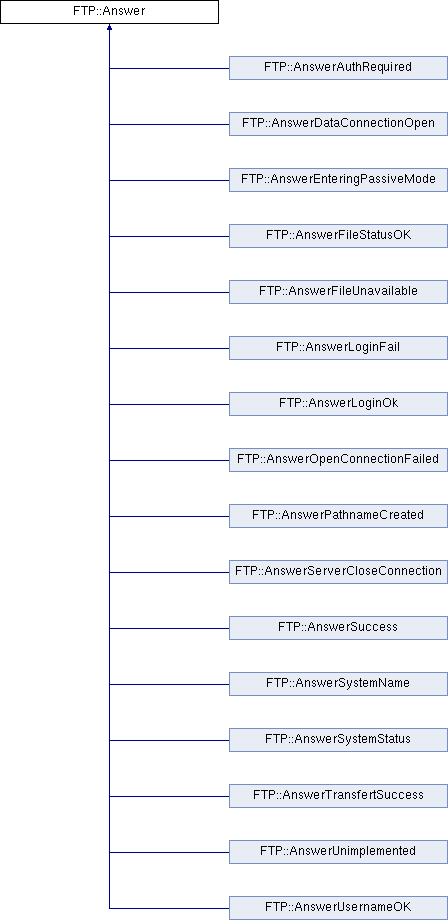 FTP::Answer
FTP::AnswerAuthRequired
FTP::AnswerDataConnectionOpen
FTP::AnswerEnteringPassiveMode
FTP::AnswerFileStatusOK
FTP::AnswerFileUnavailable
FTP::AnswerLoginFail
FTP::AnswerLoginOk
FTP::AnswerOpenConnectionFailed
FTP::AnswerPathnameCreated
FTP::AnswerServerCloseConnection
FTP::AnswerSuccess
FTP::AnswerSystemName
FTP::AnswerSystemStatus
FTP::AnswerTransfertSuccess
FTP::AnswerUnimplemented
FTP::AnswerUsernameOK